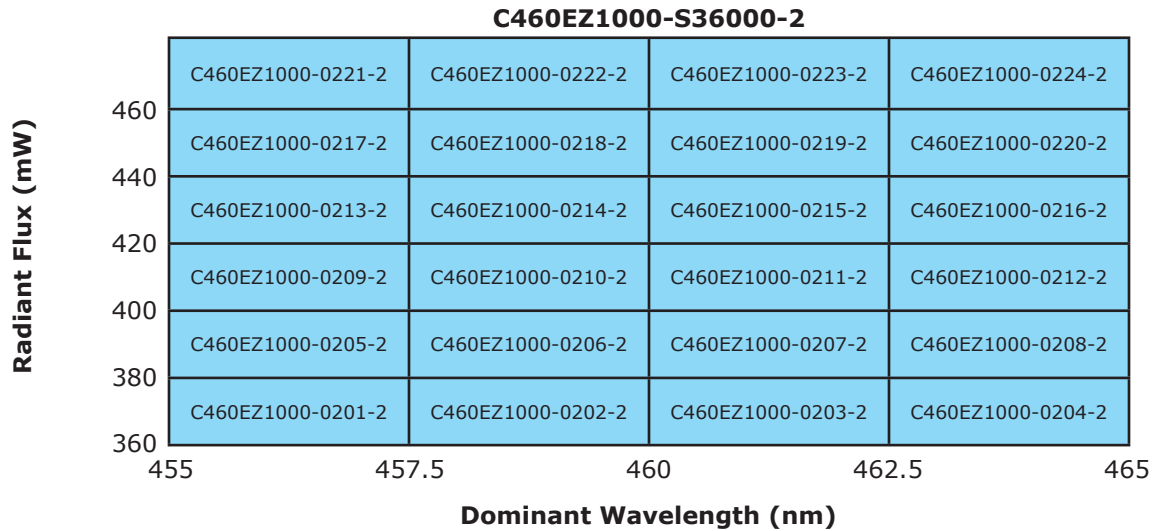 C460EZ1000-S36000-2
C460EZ1000-0221-2 C460EZ1000-0222-2 C460EZ1000-0223-2 C460EZ1000-0224-2
460
C460EZ1000-0217-2 C460EZ1000-0218-2 C460EZ1000-0219-2 C460EZ1000-0220-2
440
C460EZ1000-0213-2 C460EZ1000-0214-2 C460EZ1000-0215-2 C460EZ1000-0216-2
420
C460EZ1000-0209-2 C460EZ1000-0210-2 C460EZ1000-0211-2 C460EZ1000-0212-2
400
C460EZ1000-0205-2 C460EZ1000-0206-2 C460EZ1000-0207-2 C460EZ1000-0208-2
380
C460EZ1000-0201-2 C460EZ1000-0202-2 C460EZ1000-0203-2 C460EZ1000-0204-2
360
455 457.5 460 462.5 465
Dominant Wavelength (nm)
Radiant Flux (mW)